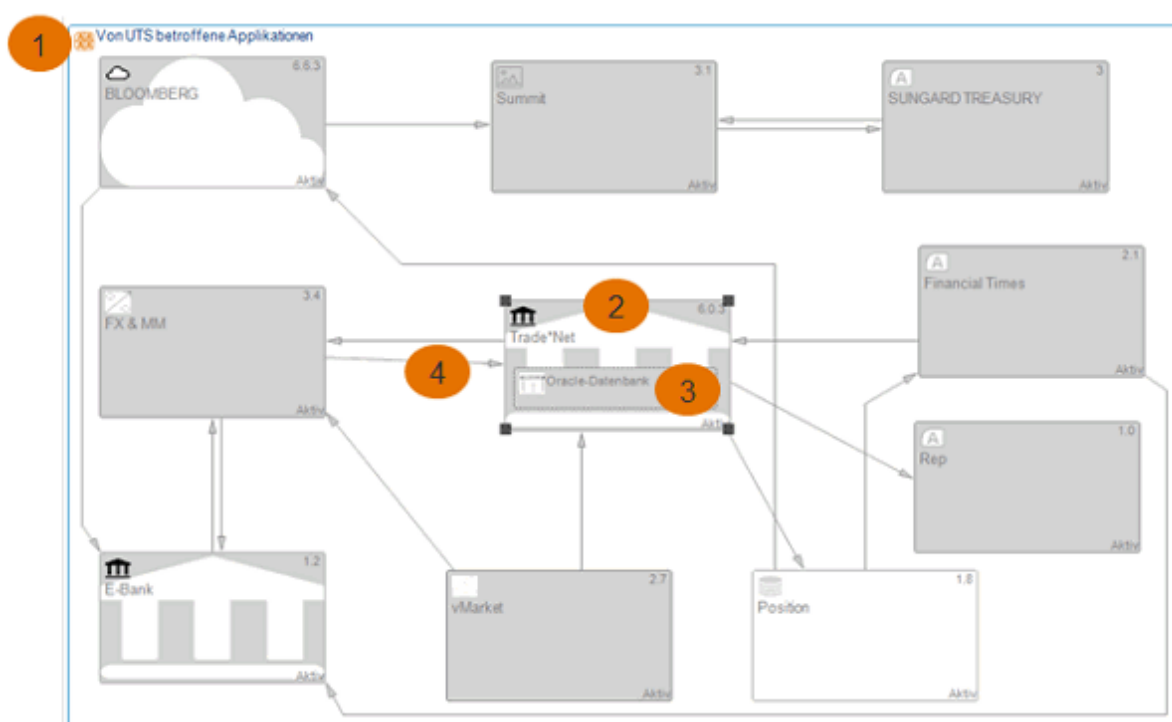 1
Von UTS betroffene Applikationen
6.6.3
BLOOMBERG
Aktiv
3.1
Summit
Aktiv
3
SUNGARD TREASURY
Aktiv
3.4
FX & MM
Aktiv
2
6.0.3
Trade*Net
Oracle-Datenbank
3
Aktiv
4
2.1
Financial Times
Aktiv
1.0
Rep
Aktiv
1.2
E-Bank
Aktiv
2.7
vMarket
Aktiv
1.8
Position
Aktiv